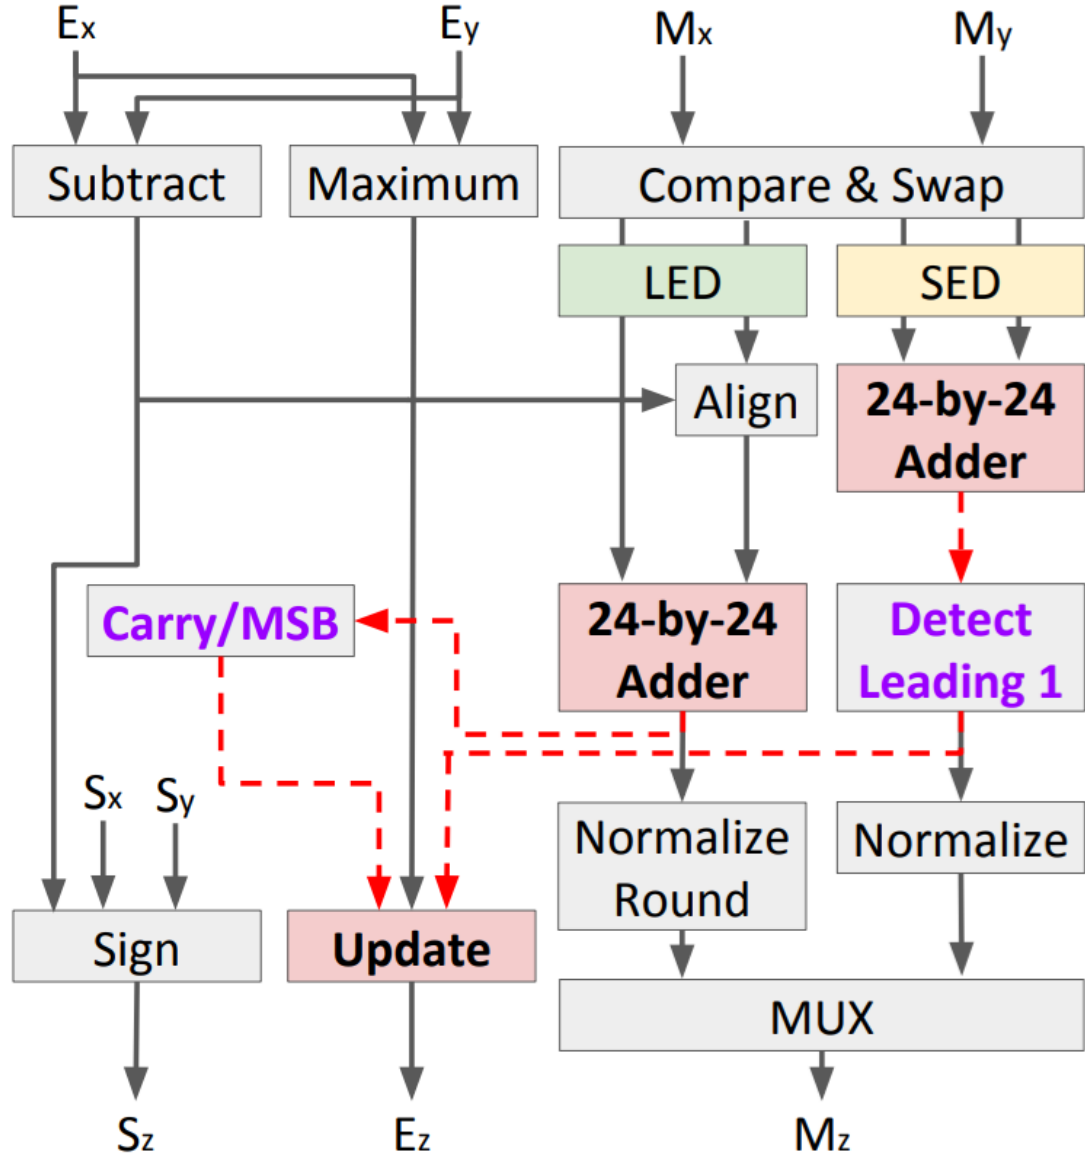 Ex
Ey
Mx
My
Subtract
Maximum
Compare & Swap
LED
SED
Align
24-by-24
Adder
Carry/MSB
24-by-24
Adder
Detect
Leading 1
Sx
Sy
Normalize
Round
Normalize
Sign
Update
MUX
Sz
Ez
Mz